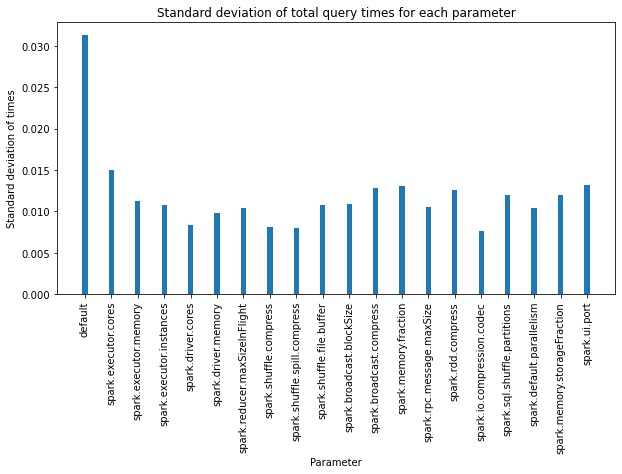 Standard deviation of total query times for each parameter
Standard deviation of times
0.030
0.025
0.020
0.015
0.010
0.005
0.000
default
spark.executor.cores
spark.executor.memory
spark.executor.instances
spark.driver.cores
spark.driver.memory
spark.reducer.maxSizeInFlight
spark.shuffle.compress
spark.shuffle.spill.compress
spark.shuffle.file.buffer
spark.broadcast.blockSize
spark.broadcast.compress
spark.memory.fraction
spark.rpc.message.maxSize
spark.rdd.compress
spark.io.compression.codec
spark.sql.shuffle.partitions
spark.default.parallelism
spark.memory.storageFraction
spark.ui.port
Parameter